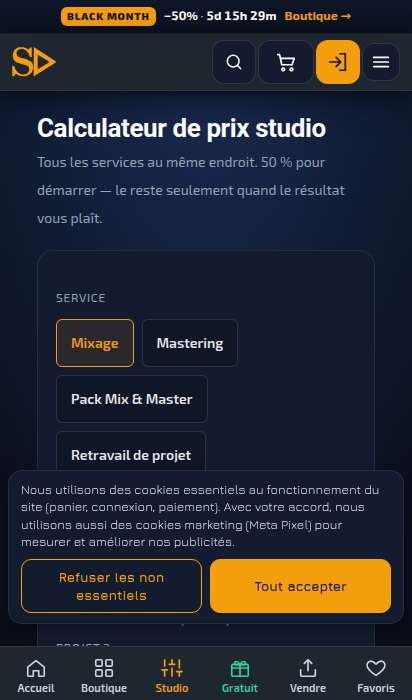 BLACK MONTH −50% · 5d 15h 29m Boutique →
S
Calculateur de prix studio
Tous les services au même endroit. 50 % pour
démarrer — le reste seulement quand le résultat
vous plaît.
SERVICE
Mixage
Mastering
Pack Mix & Master
Retravail de projet
Nous utilisons des cookies essentiels au fonctionnement du
site (panier, connexion, paiement). Avec votre accord, nous
utilisons aussi des cookies marketing (Meta Pixel) pour
mesurer et améliorer nos publicités.
Refuser les non
essentiels
Tout accepter
Accueil
Boutique
Studio
Gratuit
Vendre
Favoris